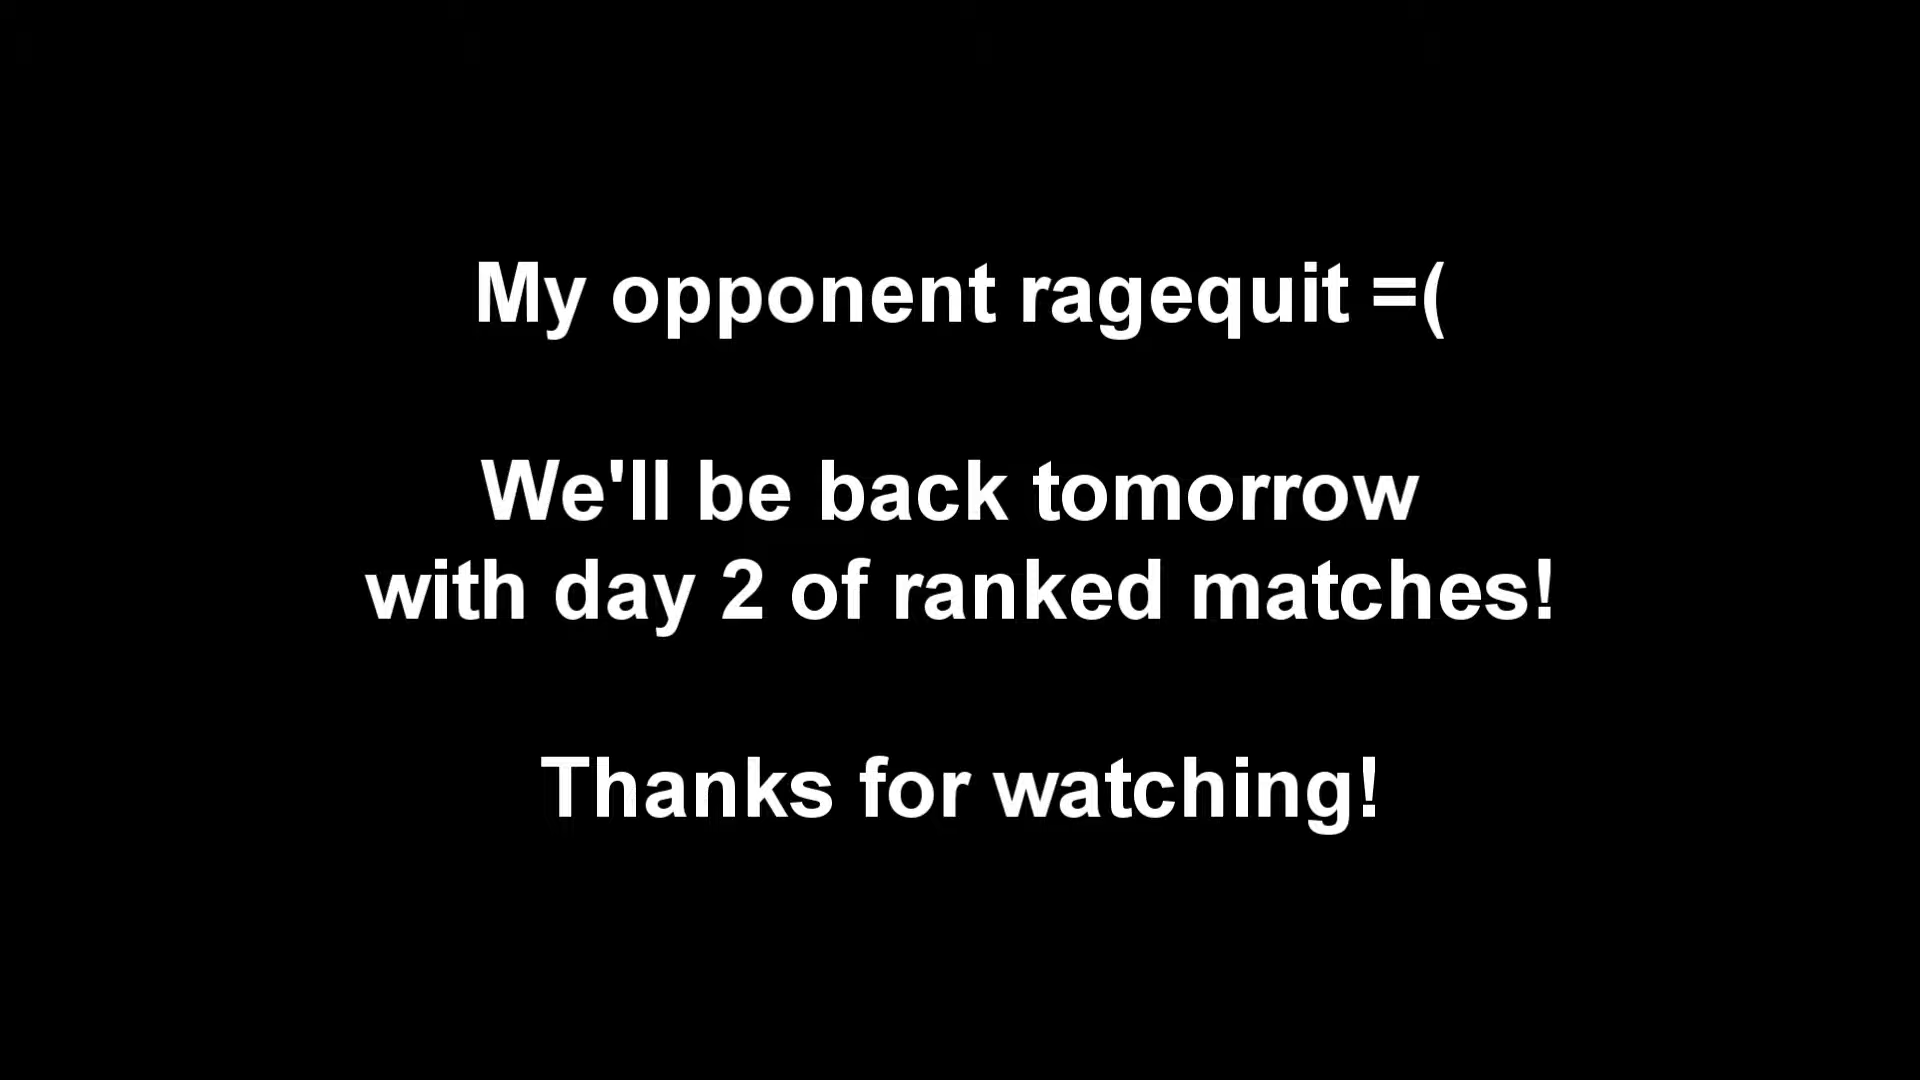 My opponent ragequit =(
We'll be back tomorrow
with day 2 of ranked matches!
Thanks for watching!